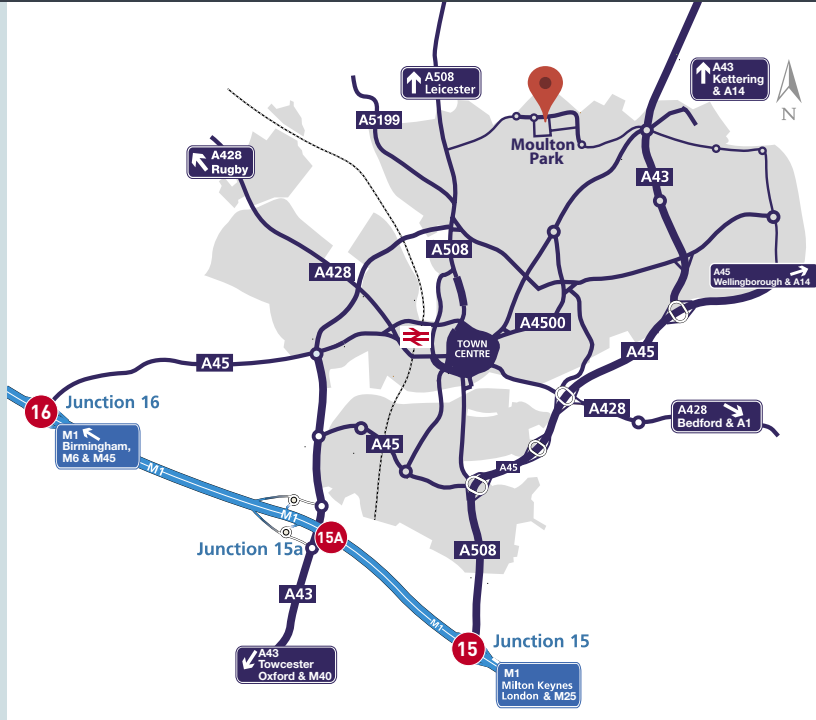 A508
Leicester
A43
Kettering
& A14
N
A5199
Moulton
Park
A428
Rugby
A43
A508
A428
A45
Wellingborough & A14
A4500
TOWN
CENTRE
A45
A45
16
Junction 16
A428
A428
Bedford & A1
M1
Birmingham,
M6 & M45
A45
M1
A45
M1
15A
Junction 15a
A508
A43
M1
15
Junction 15
A43
Towcester
Oxford & M40
M1
Milton Keynes
London & M25